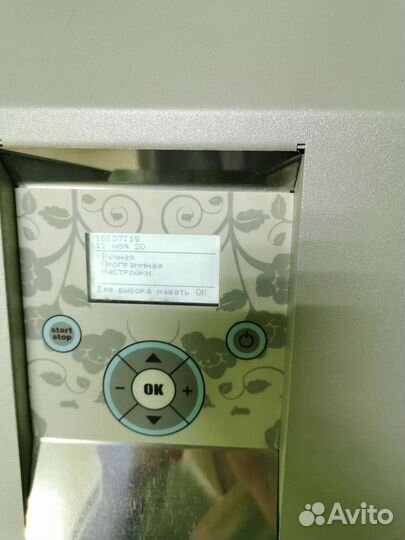 16:37:19
11 ноя 20
>Ручная
Программная
Настройки
Для выбора нажать OK
start
stop
OK
Avito